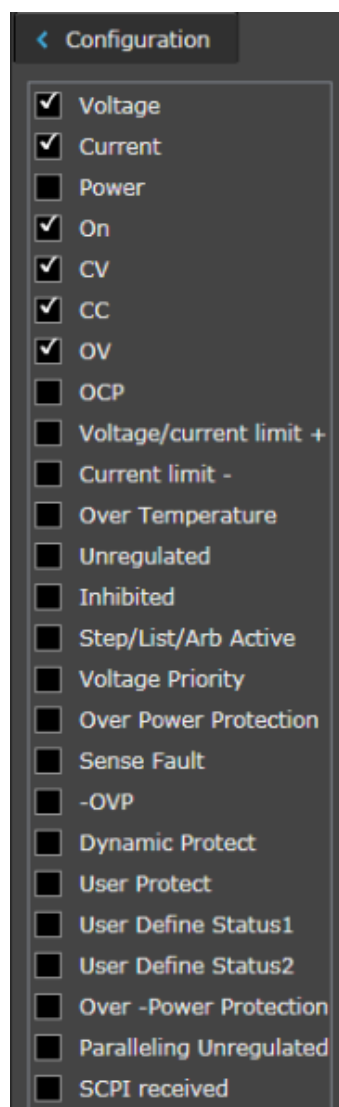 Configuration
Voltage
Current
Power
On
CV
CC
OV
OCP
Voltage/current limit +
Current limit -
Over Temperature
Unregulated
Inhibited
Step/List/Arb Active
Voltage Priority
Over Power Protection
Sense Fault
-OVP
Dynamic Protect
User Protect
User Define Status1
User Define Status2
Over -Power Protection
Paralleling Unregulated
SCPI received